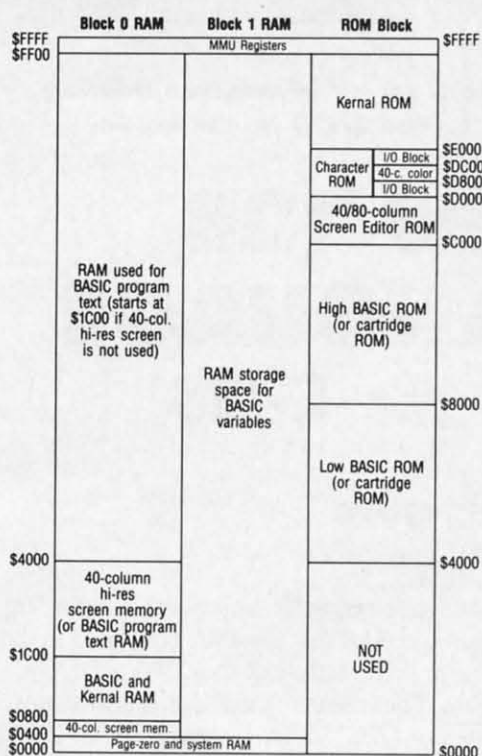 Block 0 RAM
Block 1 RAM
ROM Block
$FFFF
MMU Registers
$FFFF
$FF00
Kernal ROM
$E000
Character
ROM
I/O Block
$DC00
40-c. color
$D800
I/O Block
$D000
40/80-column
Screen Editor ROM
$C000
RAM used for
BASIC program
text (starts at
$1C00 if 40-col.
hi-res screen
is not used)
High BASIC ROM
(or cartridge
ROM)
RAM storage
space for
BASIC
variables
$8000
Low BASIC ROM
(or cartridge
ROM)
$4000
$4000
40-column
hi-res
screen memory
(or BASIC program
text RAM)
NOT
USED
$1C00
BASIC and
Kernal RAM
$0800
40-col. screen mem.
$0400
Page-zero and system RAM
$0000
$0000